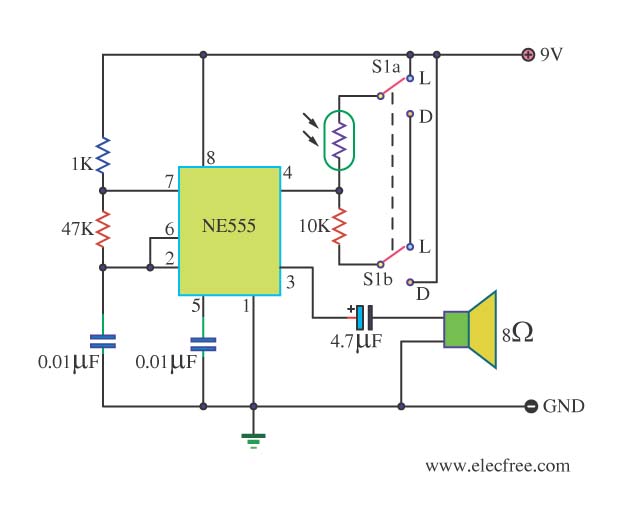 9V
S1a
L
D
8
1K
7
4
47K
6
NE555
10K
2
L
S1b
3
D
5
1
4.7µF
8Ω
0.01µF
0.01µF
GND
www.elecfree.com